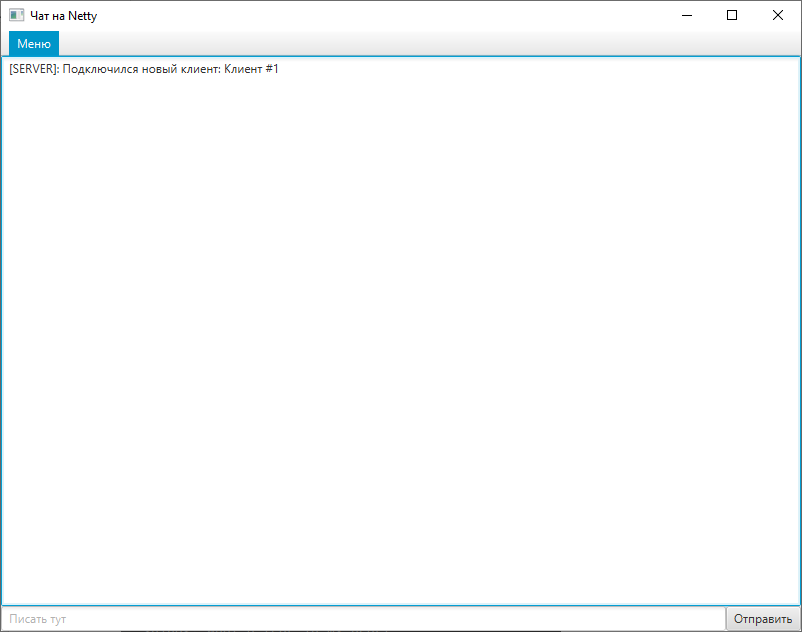 Чат на Netty
Меню
[SERVER]: Подключился новый клиент: Клиент #1
Писать тут
Отправить